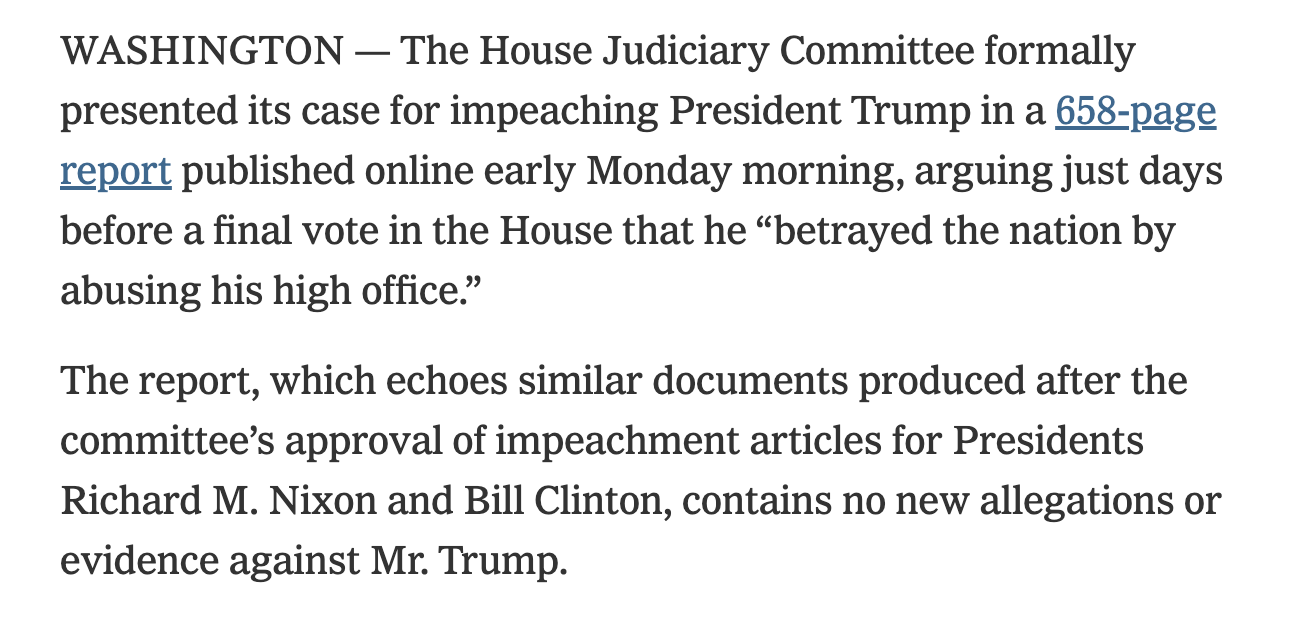 WASHINGTON — The House Judiciary Committee formally
presented its case for impeaching President Trump in a 658-page
report published online early Monday morning, arguing just days
before a final vote in the House that he “betrayed the nation by
abusing his high office.”
The report, which echoes similar documents produced after the
committee’s approval of impeachment articles for Presidents
Richard M. Nixon and Bill Clinton, contains no new allegations or
evidence against Mr. Trump.